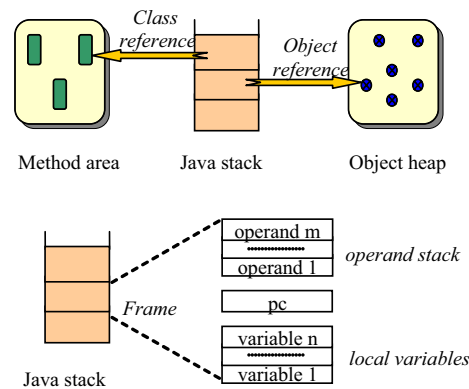 Class
reference
Object
reference
Method area
Java stack
Object heap
operand m
operand 1
operand stack
Frame
pc
variable n
variable 1
local variables
Java stack